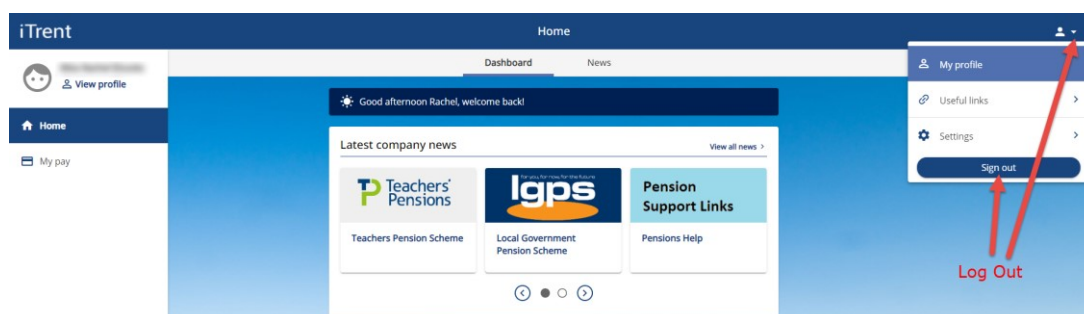 iTrent
Home
View profile
Home
My pay
Dashboard News
Good afternoon Rachel, welcome back!
Latest company news
View all news >
Teachers'
Pensions
Teachers Pension Scheme
for you, for now, for the future
lgps
Local Government
Pension Scheme
Pension
Support Links
Pensions Help
My profile
Useful links
Settings
Sign out
Log Out